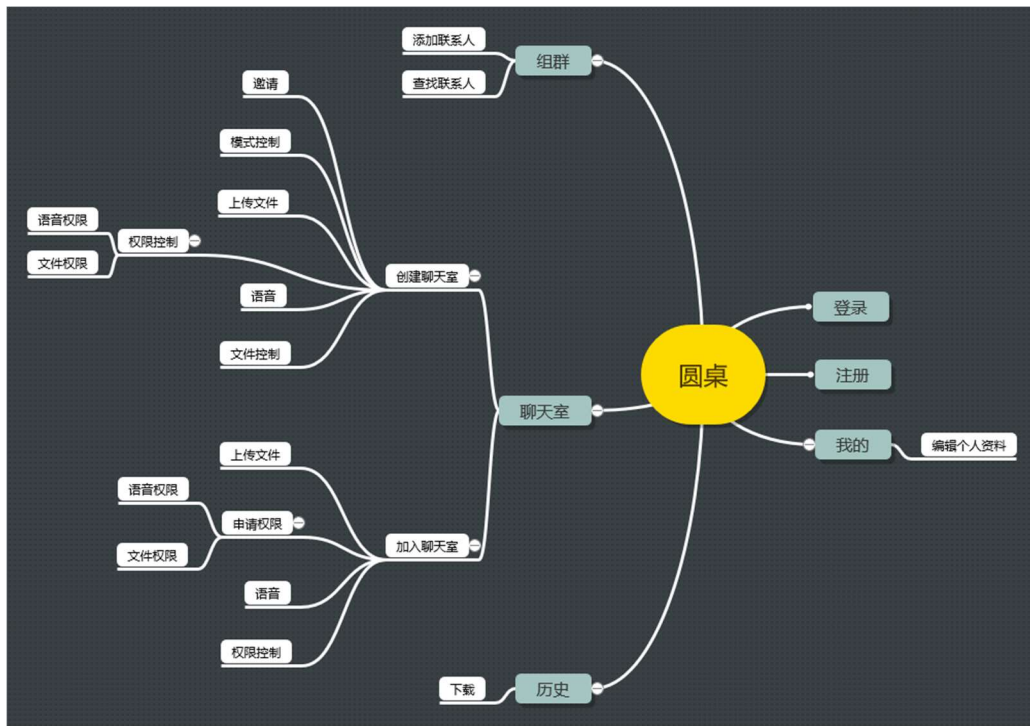 圆桌
登录
注册
我的
编辑个人资料
组群
添加联系人
查找联系人
聊天室
创建聊天室
邀请
模式控制
上传文件
权限控制
语音权限
文件权限
语音
文件控制
加入聊天室
上传文件
申请权限
语音权限
文件权限
语音
权限控制
历史
下载